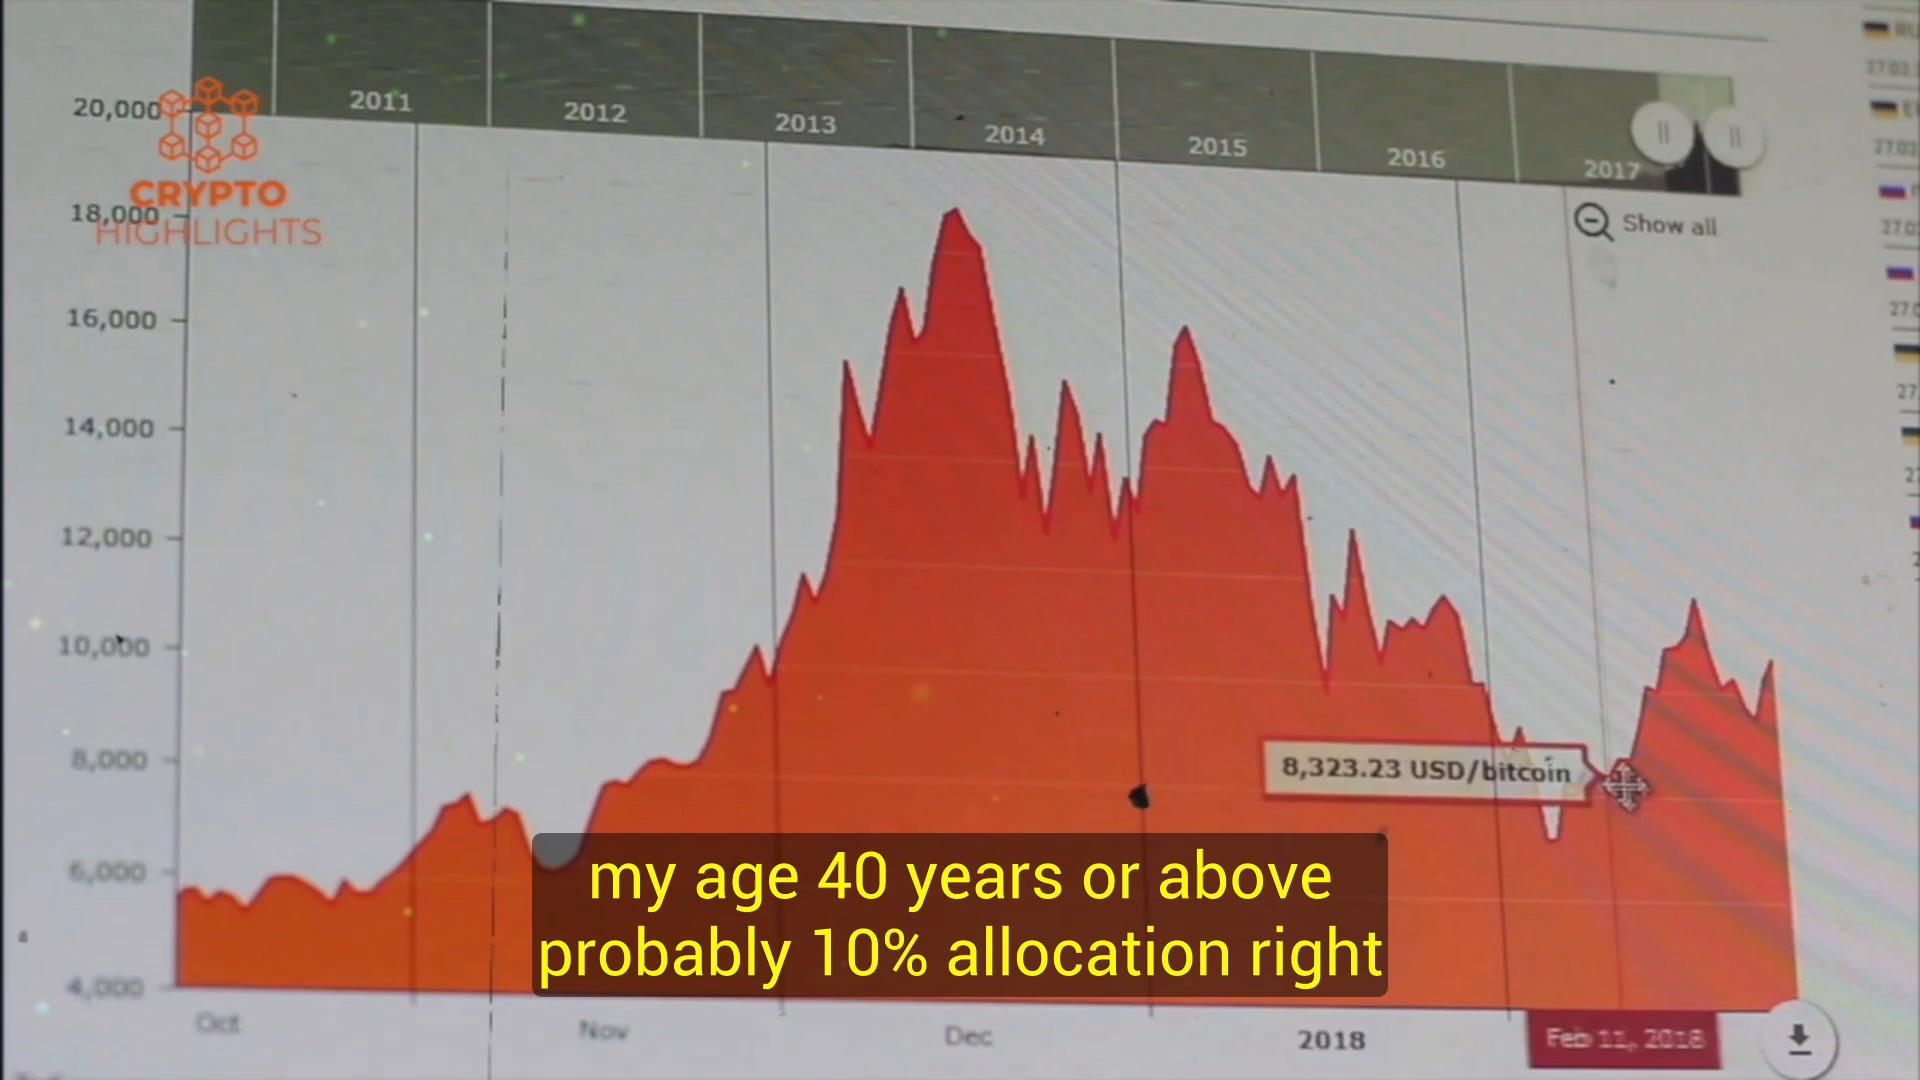 2011
2012
2013
2014
2015
2016
2017
20,000
CRYPTO
HIGHLIGHTS
18,000
Show all
16,000
14,000
12,000
10,000
8,000
8,323.23 USD/bitcoin
6,000
my age 40 years or above
probably 10% allocation right
4,000
Oct
Nov
Dec
2018
Feb 11, 2018